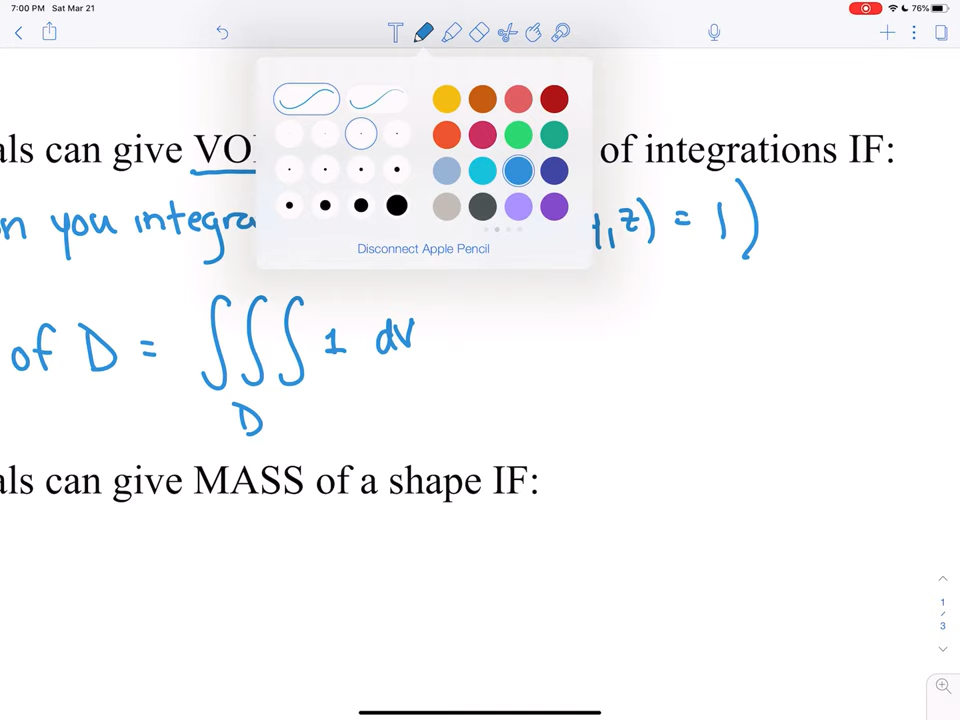 7:00 PM Sat Mar 21
76%
als can give VO of integrations IF:
n you integra , z) = 1)
Disconnect Apple Pencil
of D = ∫∫∫ 1 dV
D
als can give MASS of a shape IF:
1
/
3